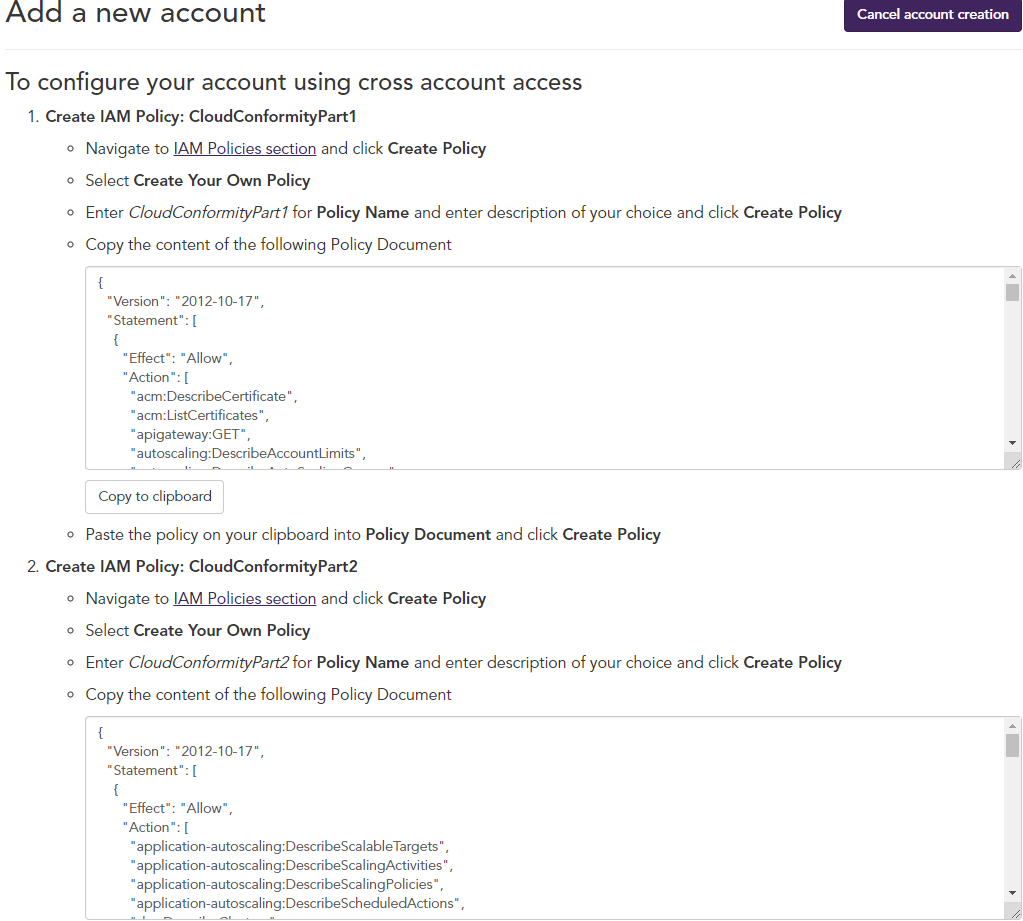 Add a new account
Cancel account creation
To configure your account using cross account access
1. Create IAM Policy: CloudConformityPart1
Navigate to IAM Policies section and click Create Policy
Select Create Your Own Policy
Enter CloudConformityPart1 for Policy Name and enter description of your choice and click Create Policy
Copy the content of the following Policy Document
{
"Version": "2012-10-17",
"Statement": [
{
"Effect": "Allow",
"Action": [
"acm:DescribeCertificate",
"acm:ListCertificates",
"apigateway:GET",
"autoscaling:DescribeAccountLimits",
Copy to clipboard
Paste the policy on your clipboard into Policy Document and click Create Policy
2. Create IAM Policy: CloudConformityPart2
Navigate to IAM Policies section and click Create Policy
Select Create Your Own Policy
Enter CloudConformityPart2 for Policy Name and enter description of your choice and click Create Policy
Copy the content of the following Policy Document
{
"Version": "2012-10-17",
"Statement": [
{
"Effect": "Allow",
"Action": [
"application-autoscaling:DescribeScalableTargets",
"application-autoscaling:DescribeScalingActivities",
"application-autoscaling:DescribeScalingPolicies",
"application-autoscaling:DescribeScheduledActions",